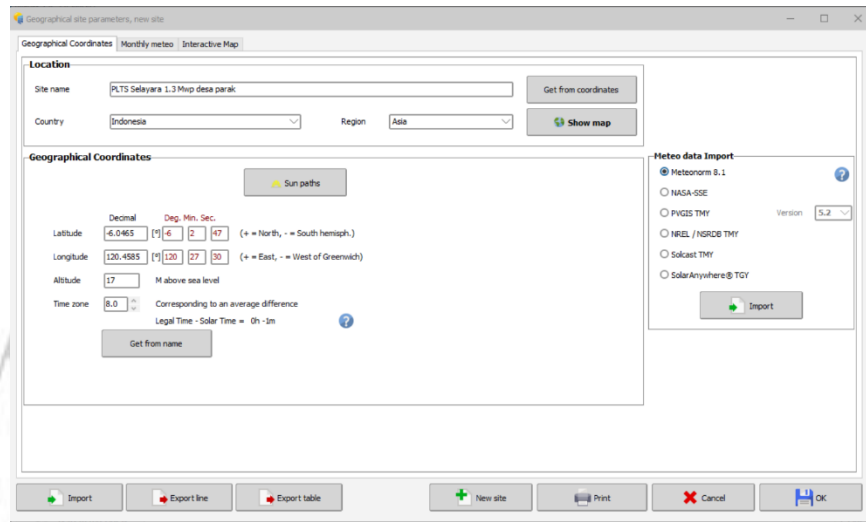 Geographical site parameters, new site
Geographical Coordinates Monthly meteo Interactive Map
Location
Site name PLTS Selayara 1.3 Mwp desa parak Get from coordinates
Country Indonesia Region Asia Show map
Geographical Coordinates
Sun paths
Decimal Deg. Min. Sec.
Latitude -6.0465 [°] -6 2 47 (+ = North, - = South hemisph.)
Longitude 120.4585 [°] 120 27 30 (+ = East, - = West of Greenwich)
Altitude 17 M above sea level
Time zone 8.0 Corresponding to an average difference
Legal Time - Solar Time = 0h -1m
Get from name
Meteo data Import
Meteonorm 8.1
NASA-SSE
PVGIS TMY Version 5.2
NREL / NSRDB TMY
Solcast TMY
SolarAnywhere® TGY
Import
Import Export line Export table New site Print Cancel OK